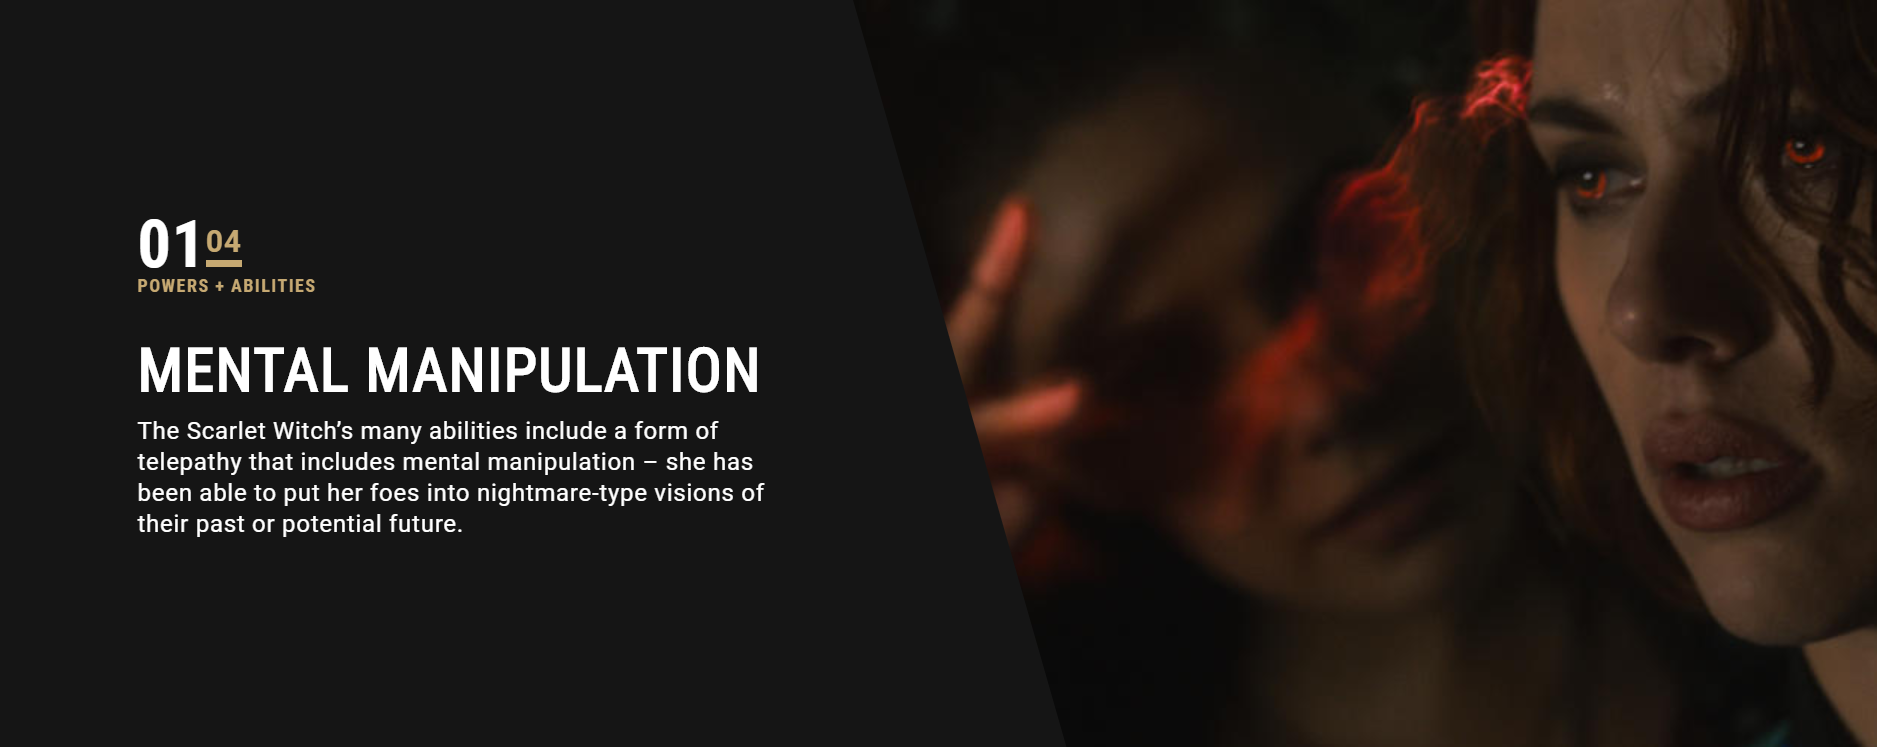 01 04
POWERS + ABILITIES
MENTAL MANIPULATION
The Scarlet Witch’s many abilities include a form of
telepathy that includes mental manipulation – she has
been able to put her foes into nightmare-type visions of
their past or potential future.